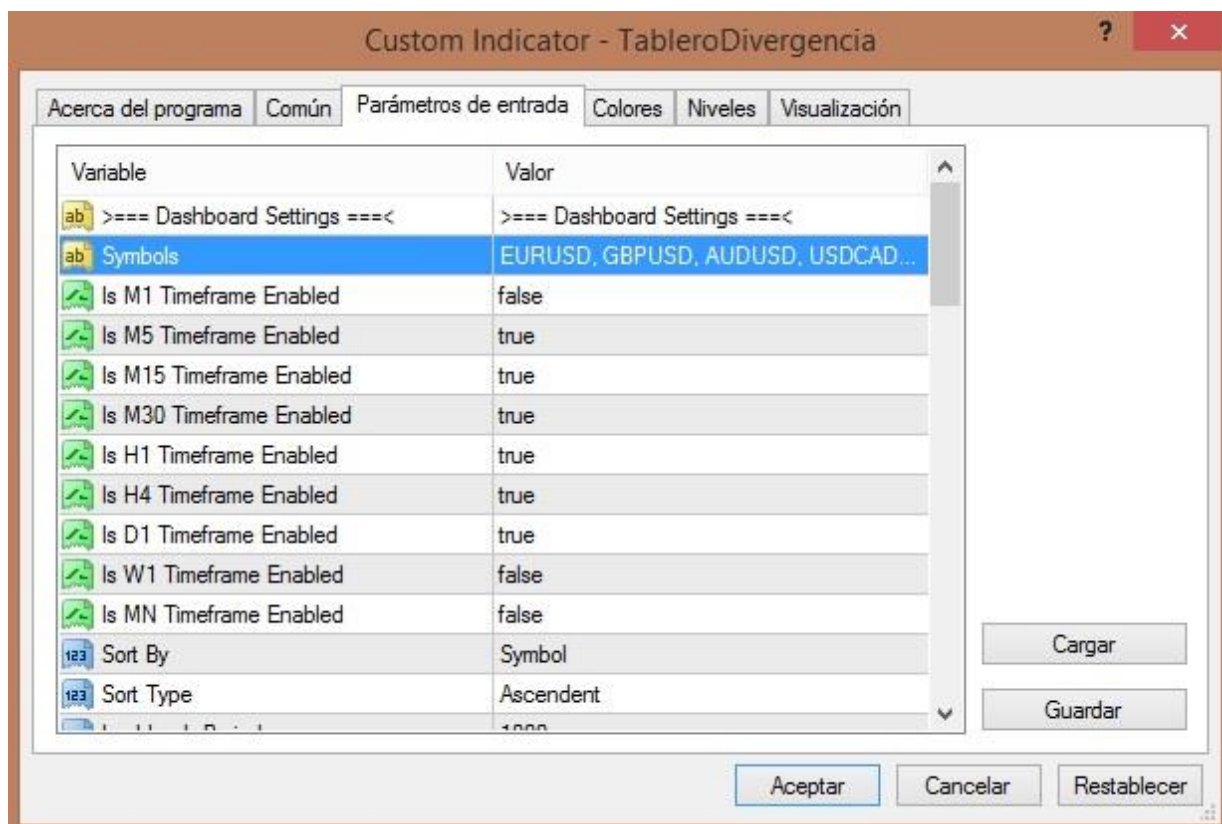 Custom Indicator - TableroDivergencia ? ×
Acerca del programa Común Parámetros de entrada Colores Niveles Visualización
Variable Valor
ab >=== Dashboard Settings ===< >=== Dashboard Settings ===<
ab Symbols EURUSD, GBPUSD, AUDUSD, USDCAD...
Is M1 Timeframe Enabled false
Is M5 Timeframe Enabled true
Is M15 Timeframe Enabled true
Is M30 Timeframe Enabled true
Is H1 Timeframe Enabled true
Is H4 Timeframe Enabled true
Is D1 Timeframe Enabled true
Is W1 Timeframe Enabled false
Is MN Timeframe Enabled false
123 Sort By Symbol
123 Sort Type Ascendent
Cargar
Guardar
Aceptar Cancelar Restablecer